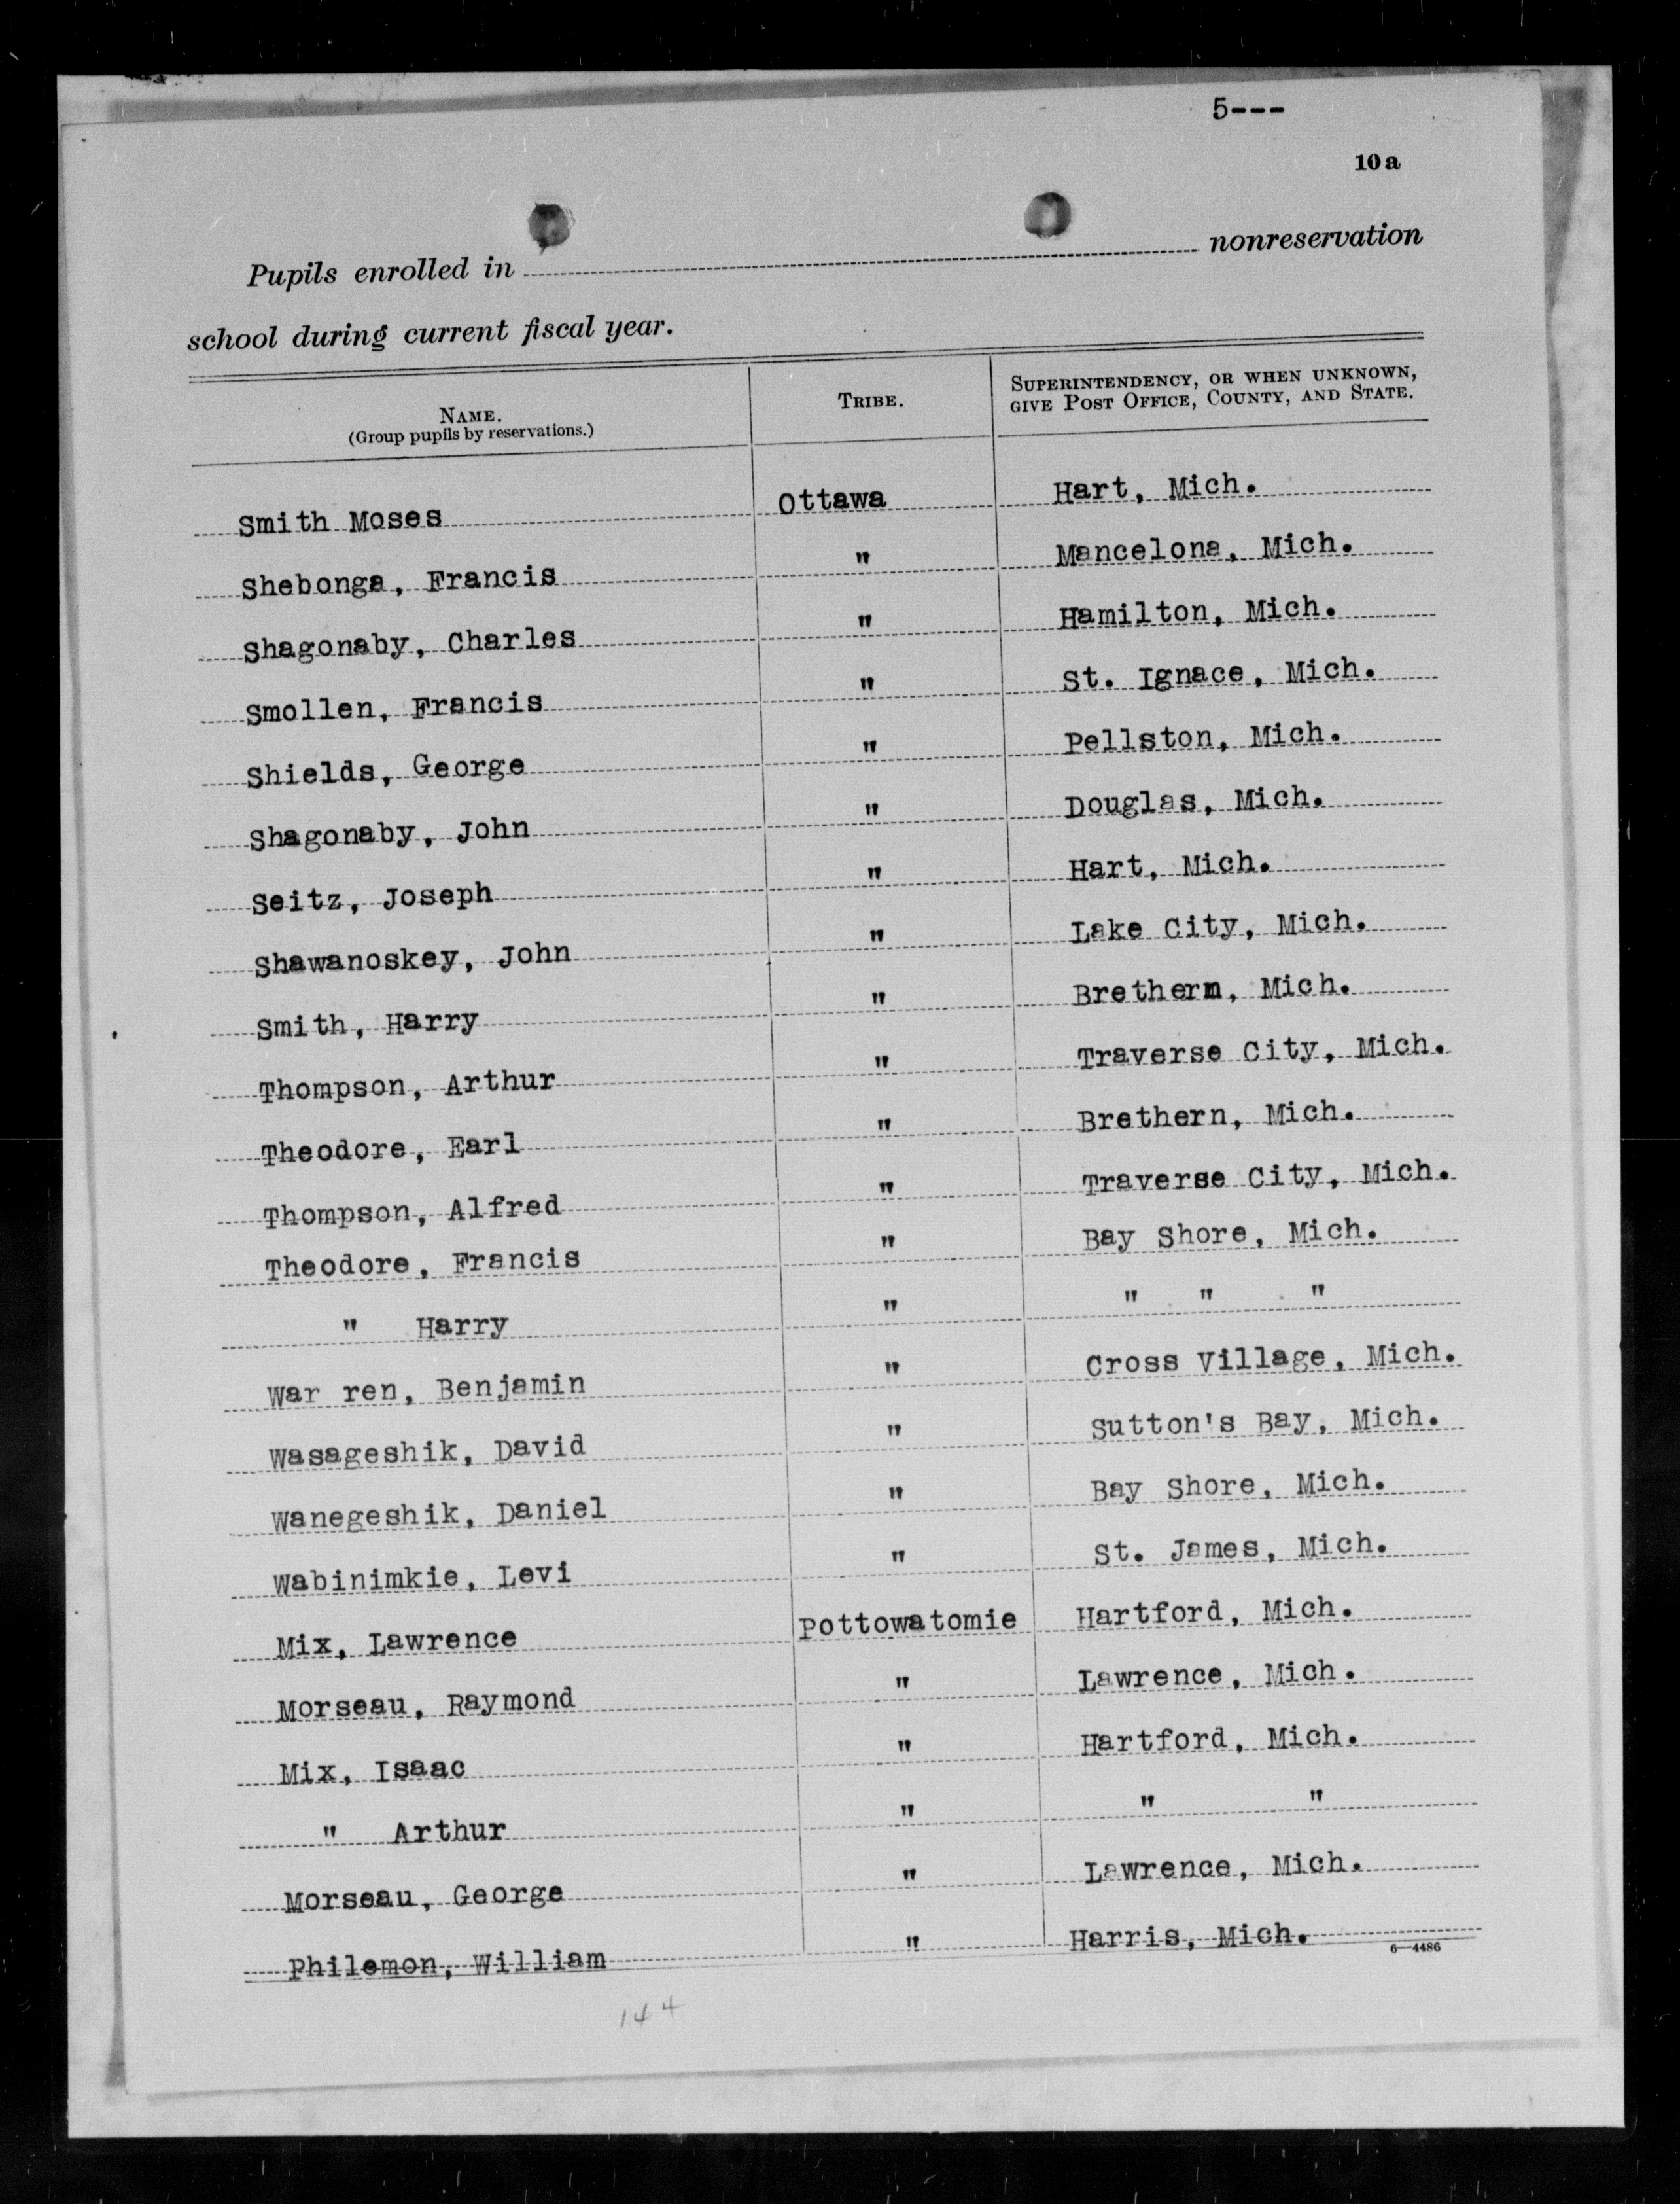 5---
10a
Pupils enrolled in nonreservation
school during current fiscal year.
NAME. (Group pupils by reservations.) TRIBE. SUPERINTENDENCY, OR WHEN UNKNOWN, GIVE POST OFFICE, COUNTY, AND STATE.
Smith Moses Ottawa Hart, Mich.
Shebonga, Francis " Mancelona, Mich.
Shagonaby, Charles " Hamilton, Mich.
Smollen, Francis " St. Ignace, Mich.
Shields, George " Pellston, Mich.
Shagonaby, John " Douglas, Mich.
Seitz, Joseph " Hart, Mich.
Shawanoskey, John " Lake City, Mich.
Smith, Harry " Brethern, Mich.
Thompson, Arthur " Traverse City, Mich.
Theodore, Earl " Brethern, Mich.
Thompson, Alfred " Traverse City, Mich.
Theodore, Francis " Bay Shore, Mich.
" Harry " " " "
War ren, Benjamin " Cross Village, Mich.
Wasageshik, David " Sutton's Bay, Mich.
Wanegeshik, Daniel " Bay Shore, Mich.
Wabinimkie, Levi " St. James, Mich.
Mix, Lawrence Pottowatomie Hartford, Mich.
Morseau, Raymond " Lawrence, Mich.
Mix, Isaac " Hartford, Mich.
" Arthur " " "
Morseau, George " Lawrence, Mich.
Philemon, William " Harris, Mich.
6-4486
144